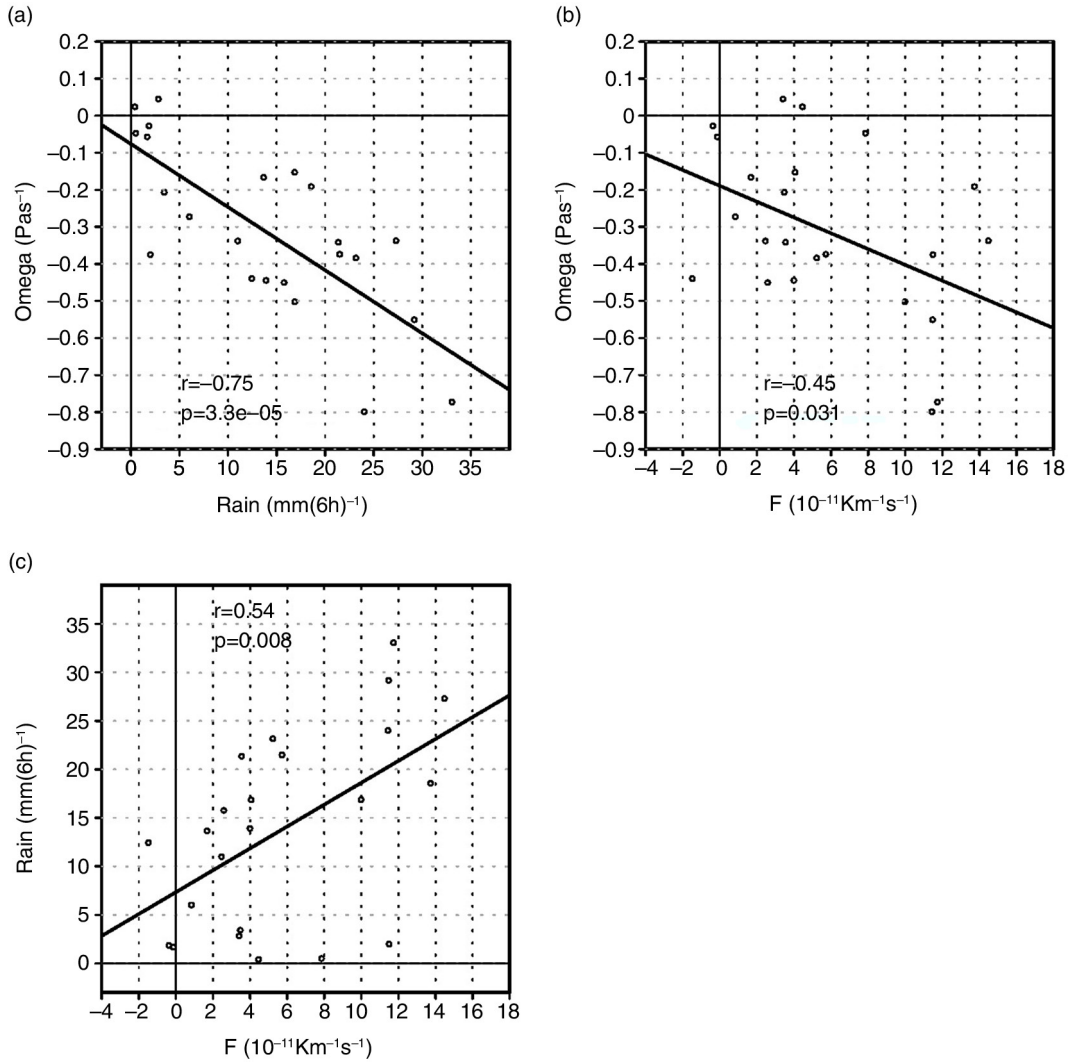 (a)
0.2
0.1
0
–0.1
–0.2
–0.3
–0.4
–0.5
–0.6
–0.7
–0.8
–0.9
Omega (Pas⁻¹)
r=–0.75
p=3.3e–05
0 5 10 15 20 25 30 35
Rain (mm(6h)⁻¹)
(b)
0.2
0.1
0
–0.1
–0.2
–0.3
–0.4
–0.5
–0.6
–0.7
–0.8
–0.9
Omega (Pas⁻¹)
r=–0.45
p=0.031
–4 –2 0 2 4 6 8 10 12 14 16 18
F (10⁻¹¹Km⁻¹s⁻¹)
(c)
35
30
25
20
15
10
5
0
Rain (mm(6h)⁻¹)
r=0.54
p=0.008
–4 –2 0 2 4 6 8 10 12 14 16 18
F (10⁻¹¹Km⁻¹s⁻¹)